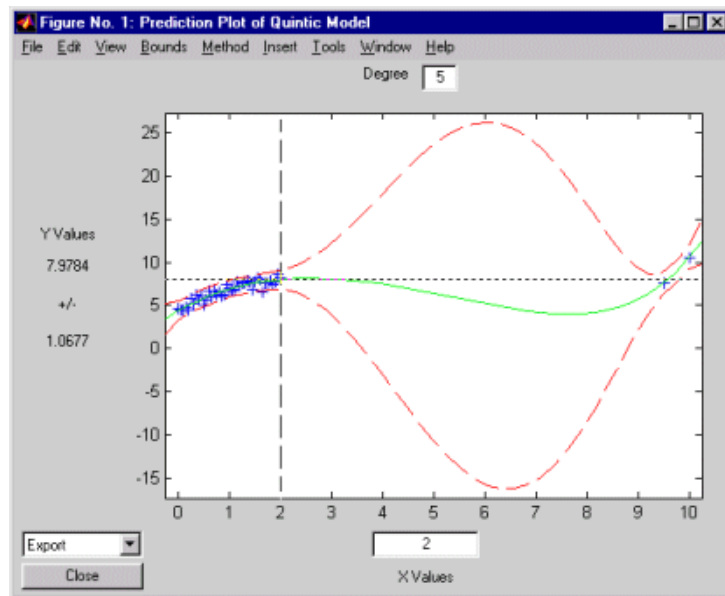 Figure No. 1: Prediction Plot of Quintic Model
File Edit View Bounds Method Insert Tools Window Help
Degree 5
25
20
15
10
5
0
-5
-10
-15
Y Values
7.9784
+/-
1.0677
0 1 2 3 4 5 6 7 8 9 10
Export
2
Close
X Values